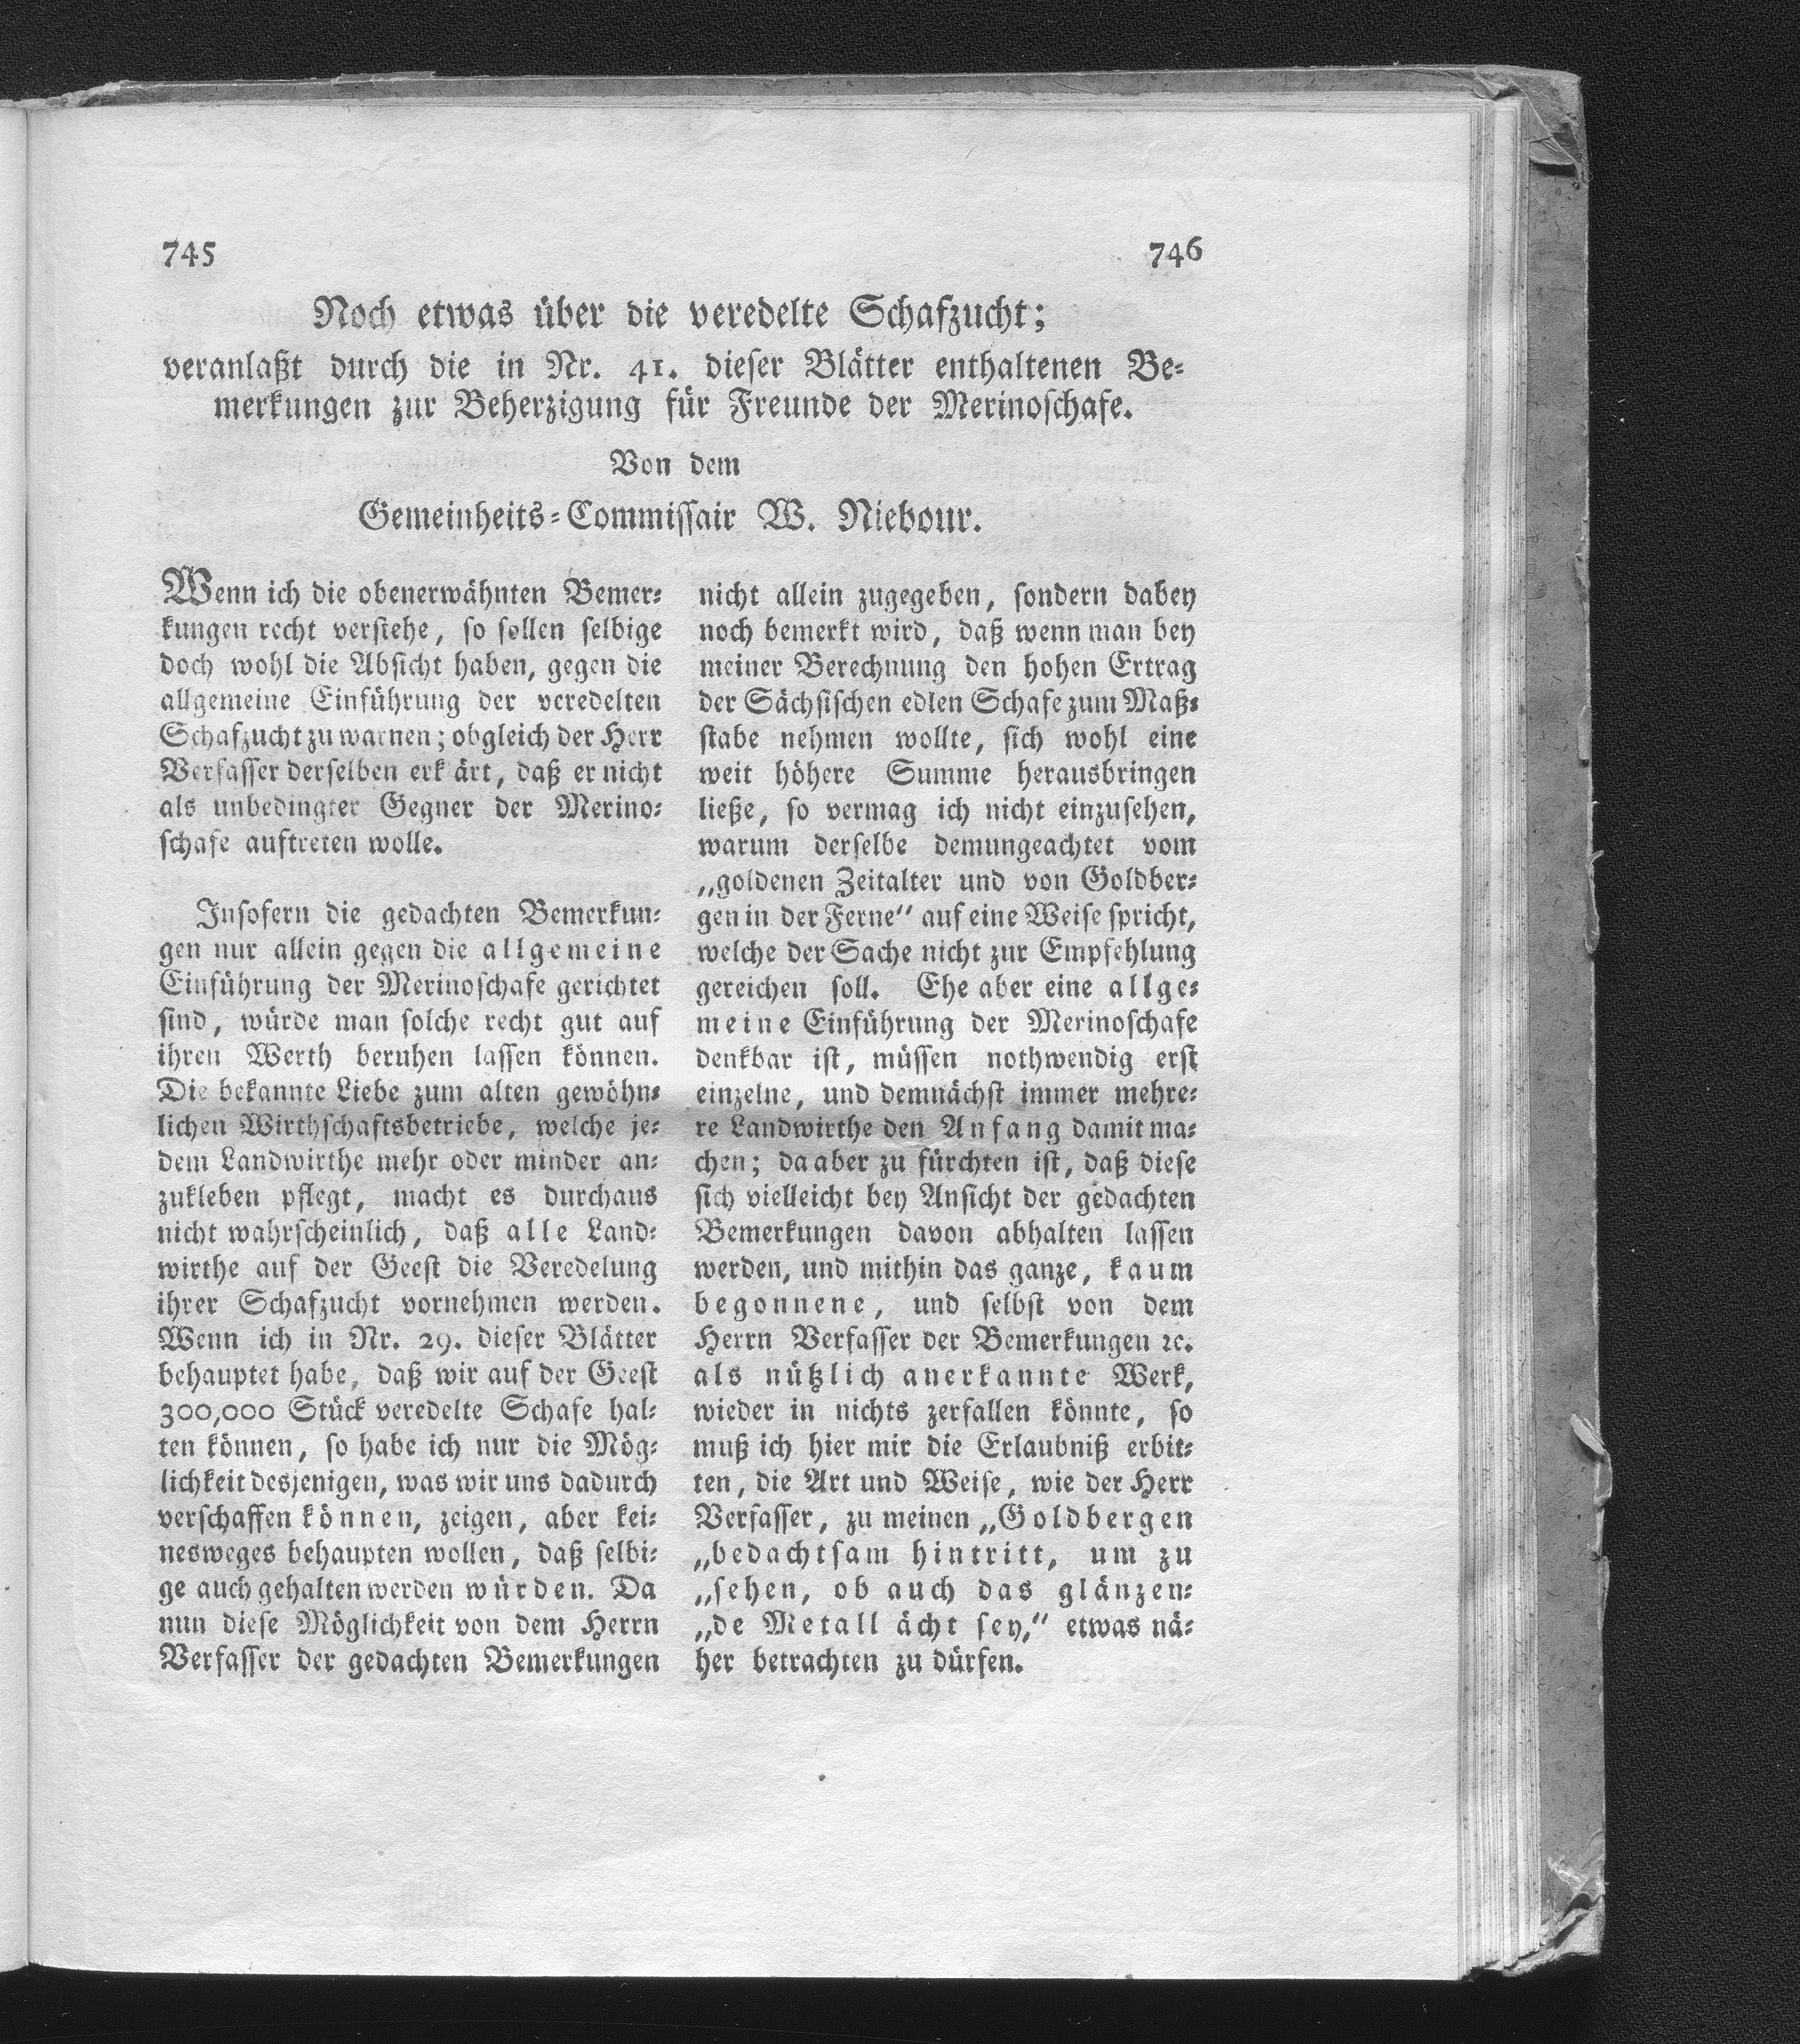 745
746
Noch etwas über die veredelte Schafzucht;
veranlaßt durch die in Nr. 41. dieser Blätter enthaltenen Be-
merkungen zur Beherzigung für Freunde der Merinoschafe.
Von dem
Gemeinheits-Commissair W. Niebour.
Wenn ich die obenerwähnten Bemer-
kungen recht verstehe, so sollen selbige
doch wohl die Absicht haben, gegen die
allgemeine Einführung der veredelten
Schafzucht zu warnen; obgleich der Herr
Verfasser derselben erk ärt, daß er nicht
als unbedingter Gegner der Merino-
schafe auftreten wolle.
Insofern die gedachten Bemerkun-
gen nur allein gegen die allgemeine
Einführung der Merinoschafe gerichtet
sind, würde man solche recht gut auf
ihren Werth beruhen lassen können.
Die bekannte Liebe zum alten gewöhn-
lichen Wirthschaftsbetriebe, welche je-
dem Landwirthe mehr oder minder an-
zukleben pflegt, macht es durchaus
nicht wahrscheinlich, daß alle Land-
wirthe auf der Geest die Veredelung
ihrer Schafzucht vornehmen werden.
Wenn ich in Nr. 29. dieser Blätter
behauptet habe, daß wir auf der Geest
300,000 Stück veredelte Schafe hal-
ten können, so habe ich nur die Mög-
lichkeit desjenigen, was wir uns dadurch
verschaffen können, zeigen, aber kei-
nesweges behaupten wollen, daß selbi-
ge auch gehalten werden würden. Da
nun diese Möglichkeit von dem Herrn
Verfasser der gedachten Bemerkungen
nicht allein zugegeben, sondern dabey
noch bemerkt wird, daß wenn man bey
meiner Berechnung den hohen Ertrag
der Sächsischen edlen Schafe zum Maß-
stabe nehmen wollte, sich wohl eine
weit höhere Summe herausbringen
ließe, so vermag ich nicht einzusehen,
warum derselbe demungeachtet vom
„goldenen Zeitalter und von Goldber-
gen in der Ferne“ auf eine Weise spricht,
welche der Sache nicht zur Empfehlung
gereichen soll. Ehe aber eine allge-
meine Einführung der Merinoschafe
denkbar ist, müssen nothwendig erst
einzelne, und demnächst immer mehre-
re Landwirthe den Anfang damit ma-
chen; da aber zu fürchten ist, daß diese
sich vielleicht bey Ansicht der gedachten
Bemerkungen davon abhalten lassen
werden, und mithin das ganze, kaum
begonnene, und selbst von dem
Herrn Verfasser der Bemerkungen ꝛc.
als nützlich anerkannte Werk,
wieder in nichts zerfallen könnte, so
muß ich hier mir die Erlaubniß erbit-
ten, die Art und Weise, wie der Herr
Verfasser, zu meinen „Goldbergen
„bedachtsam hintritt, um zu
„sehen, ob auch das glänzen-
„de Metall ächt sey,“ etwas nä-
her betrachten zu dürfen.